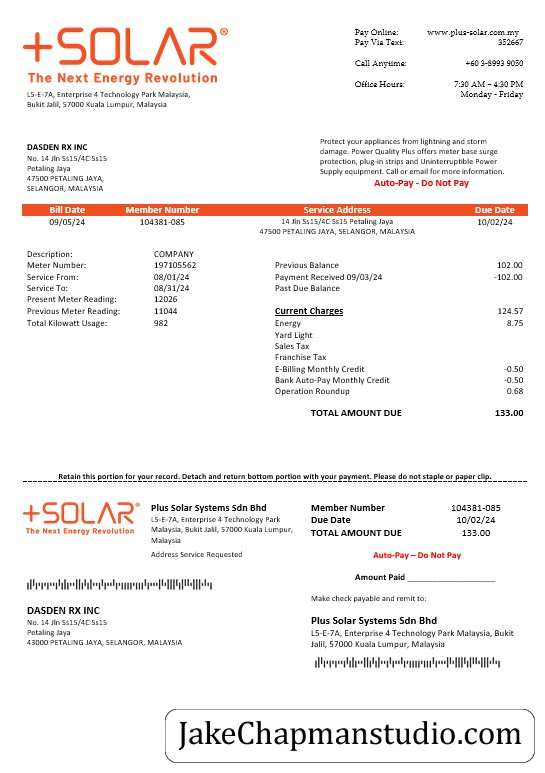 +SOLAR®
The Next Energy Revolution
L5-E-7A, Enterprise 4 Technology Park Malaysia,
Bukit Jalil, 57000 Kuala Lumpur, Malaysia
Pay Online: www.plus-solar.com.my
Pay Via Text: 352667
Call Anytime: +60 3-8993 9050
Office Hours: 7:30 AM – 4:30 PM
Monday - Friday
DASDEN RX INC
No. 14 Jln Ss15/4C Ss15
Petaling Jaya
47500 PETALING JAYA,
SELANGOR, MALAYSIA
Protect your appliances from lightning and storm
damage. Power Quality Plus offers meter base surge
protection, plug-in strips and Uninterruptible Power
Supply equipment. Call or email for more information.
Auto-Pay - Do Not Pay
Bill Date Member Number Service Address Due Date
09/05/24 104381-085 14 Jln Ss15/4C Ss15 Petaling Jaya 10/02/24
47500 PETALING JAYA, SELANGOR, MALAYSIA
Description: COMPANY
Meter Number: 197105562
Service From: 08/01/24
Service To: 08/31/24
Present Meter Reading: 12026
Previous Meter Reading: 11044
Total Kilowatt Usage: 982
Previous Balance 102.00
Payment Received 09/03/24 -102.00
Past Due Balance
Current Charges 124.57
Energy 8.75
Yard Light
Sales Tax
Franchise Tax
E-Billing Monthly Credit -0.50
Bank Auto-Pay Monthly Credit -0.50
Operation Roundup 0.68
TOTAL AMOUNT DUE 133.00
Retain this portion for your record. Detach and return bottom portion with your payment. Please do not staple or paper clip.
+SOLAR®
The Next Energy Revolution
Plus Solar Systems Sdn Bhd
L5-E-7A, Enterprise 4 Technology Park
Malaysia, Bukit Jalil, 57000 Kuala Lumpur,
Malaysia
Address Service Requested
Member Number 104381-085
Due Date 10/02/24
TOTAL AMOUNT DUE 133.00
Auto-Pay – Do Not Pay
Amount Paid ____________________
DASDEN RX INC
No. 14 Jln Ss15/4C Ss15
Petaling Jaya
43000 PETALING JAYA, SELANGOR, MALAYSIA
Make check payable and remit to:
Plus Solar Systems Sdn Bhd
L5-E-7A, Enterprise 4 Technology Park Malaysia, Bukit
Jalil, 57000 Kuala Lumpur, Malaysia
JakeChapmanstudio.com